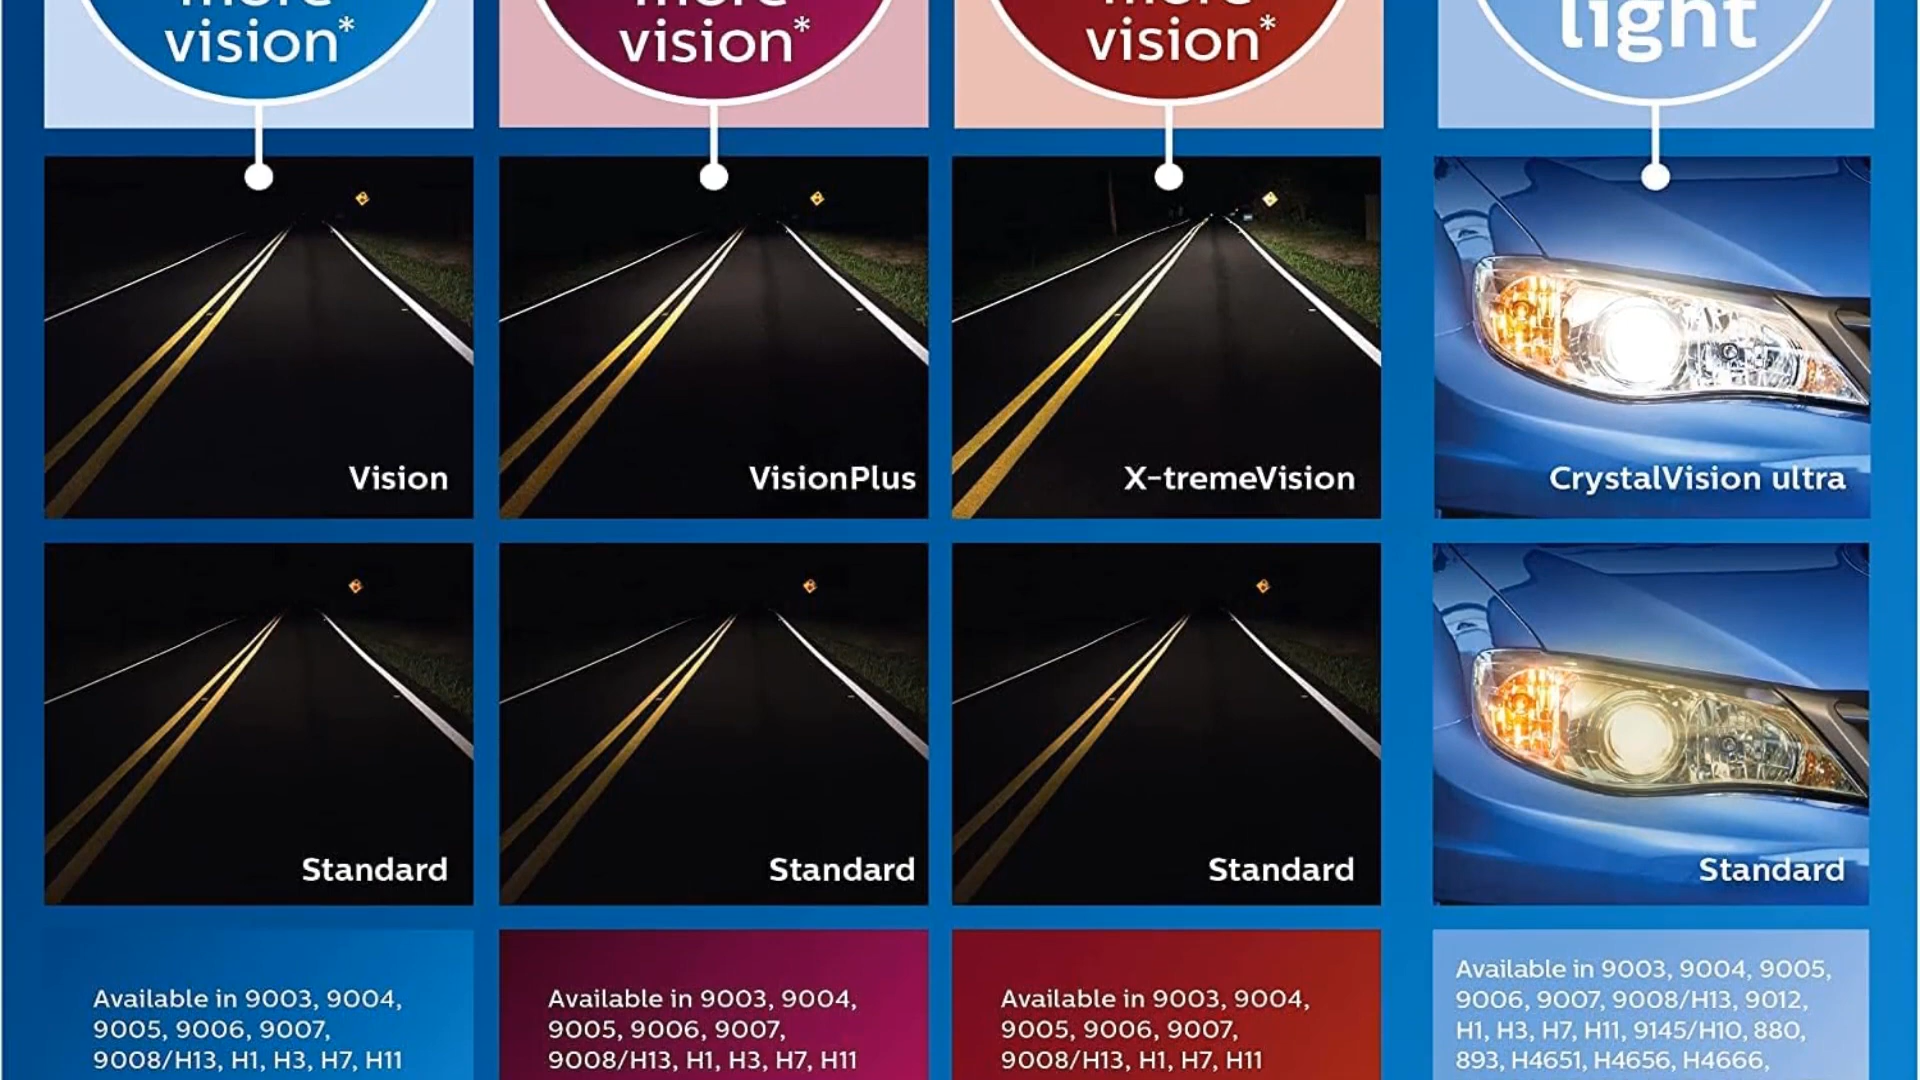 vision*
vision*
vision*
light
Vision
VisionPlus
X-tremeVision
CrystalVision ultra
Standard
Standard
Standard
Standard
Available in 9003, 9004,
9005, 9006, 9007,
9008/H13, H1, H3, H7, H11
Available in 9003, 9004,
9005, 9006, 9007,
9008/H13, H1, H3, H7, H11
Available in 9003, 9004,
9005, 9006, 9007,
9008/H13, H1, H7, H11
Available in 9003, 9004, 9005,
9006, 9007, 9008/H13, 9012,
H1, H3, H7, H11, 9145/H10, 880,
893, H4651, H4656, H4666,